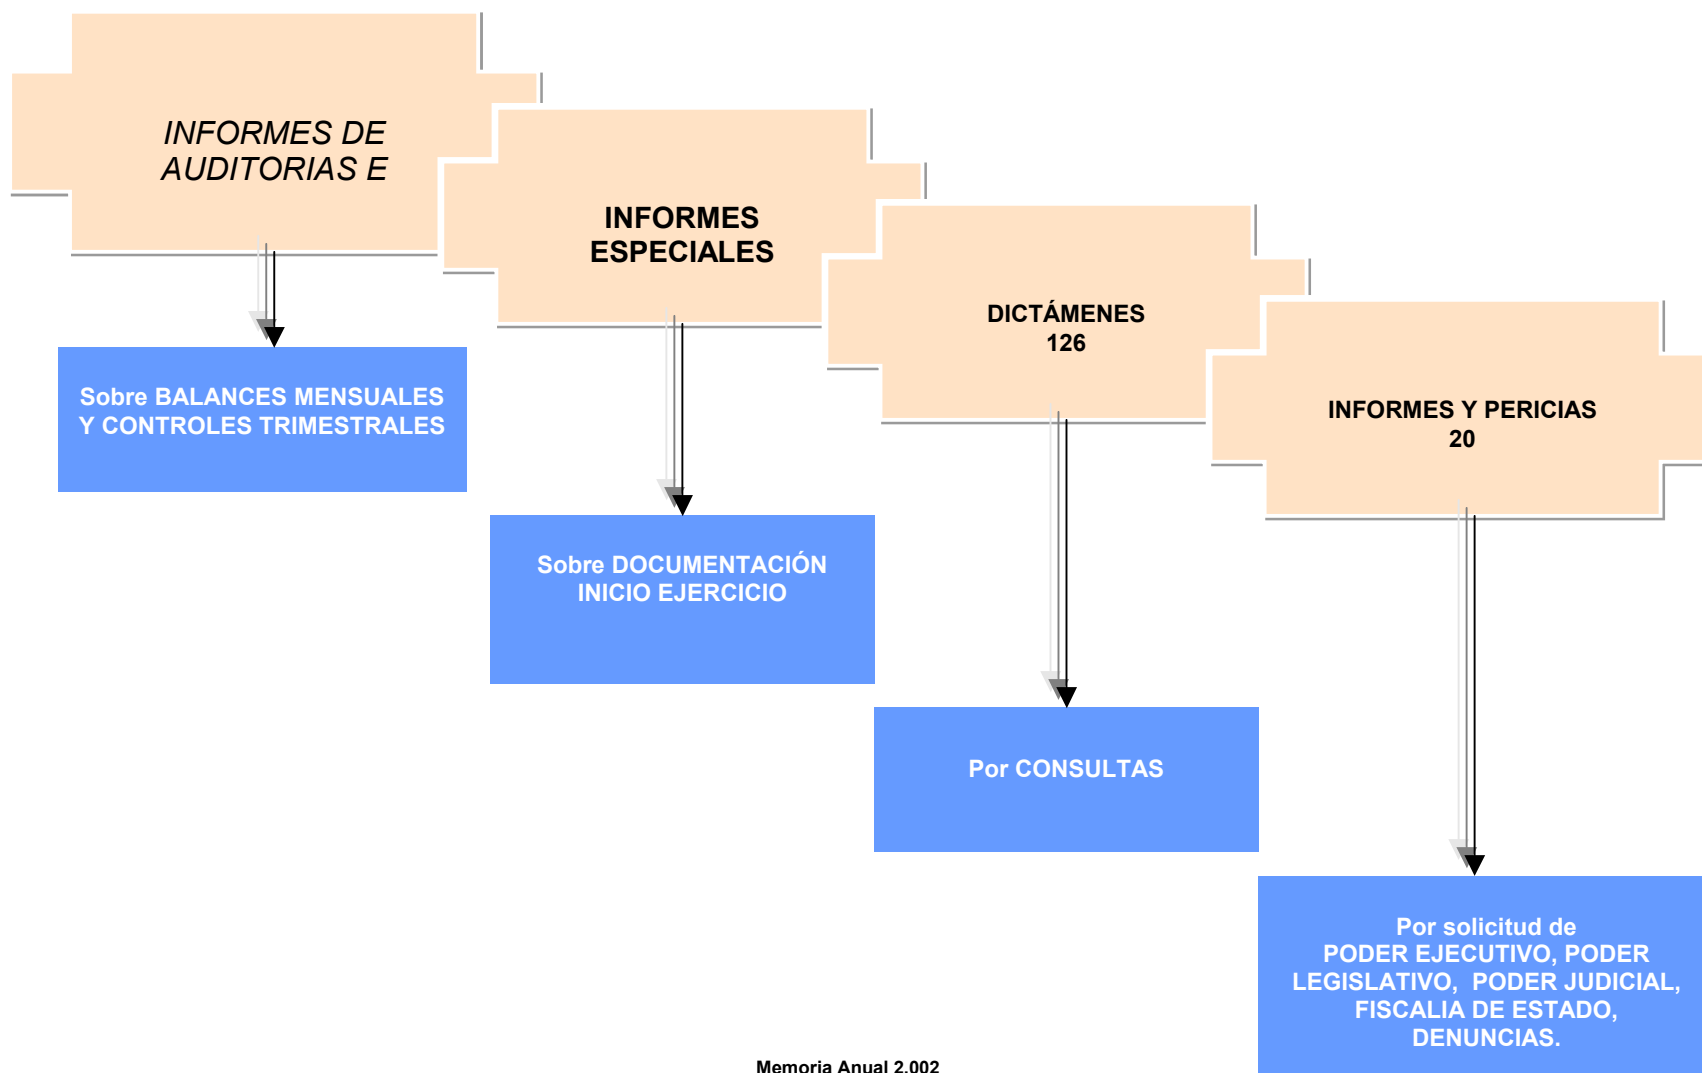 INFORMES DE
AUDITORIAS E
INFORMES
ESPECIALES
DICTÁMENES
126
INFORMES Y PERICIAS
20
Sobre BALANCES MENSUALES
Y CONTROLES TRIMESTRALES
Sobre DOCUMENTACIÓN
INICIO EJERCICIO
Por CONSULTAS
Por solicitud de
PODER EJECUTIVO, PODER
LEGISLATIVO, PODER JUDICIAL,
FISCALIA DE ESTADO,
DENUNCIAS.
Memoria Anual 2.002